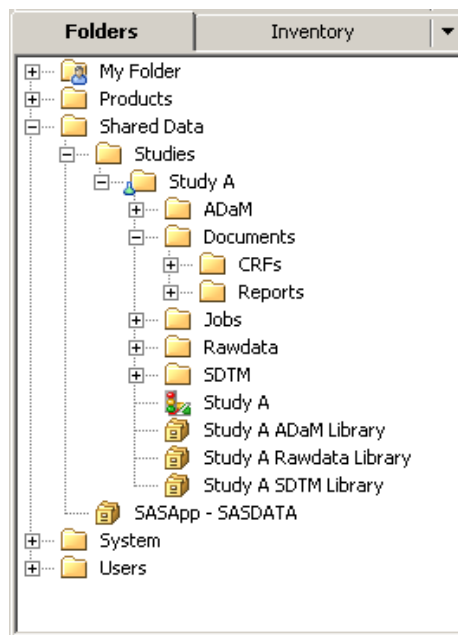 Folders Inventory
My Folder
Products
Shared Data
Studies
Study A
ADaM
Documents
CRFs
Reports
Jobs
Rawdata
SDTM
Study A
Study A ADaM Library
Study A Rawdata Library
Study A SDTM Library
SASApp - SASDATA
System
Users